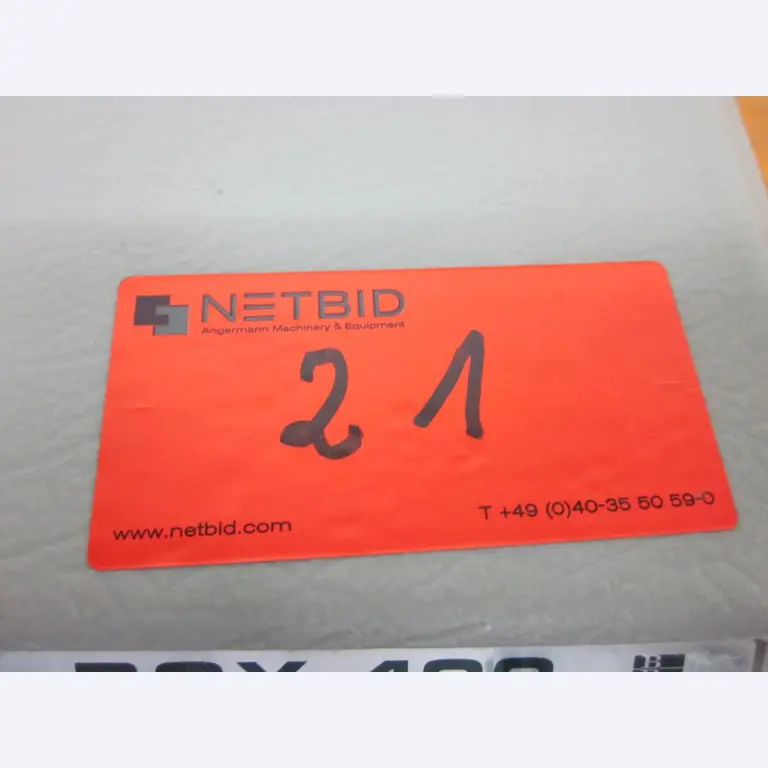 NETBID
Angermann Machinery & Equipment
21
www.netbid.com
T +49 (0)40-35 50 59-0